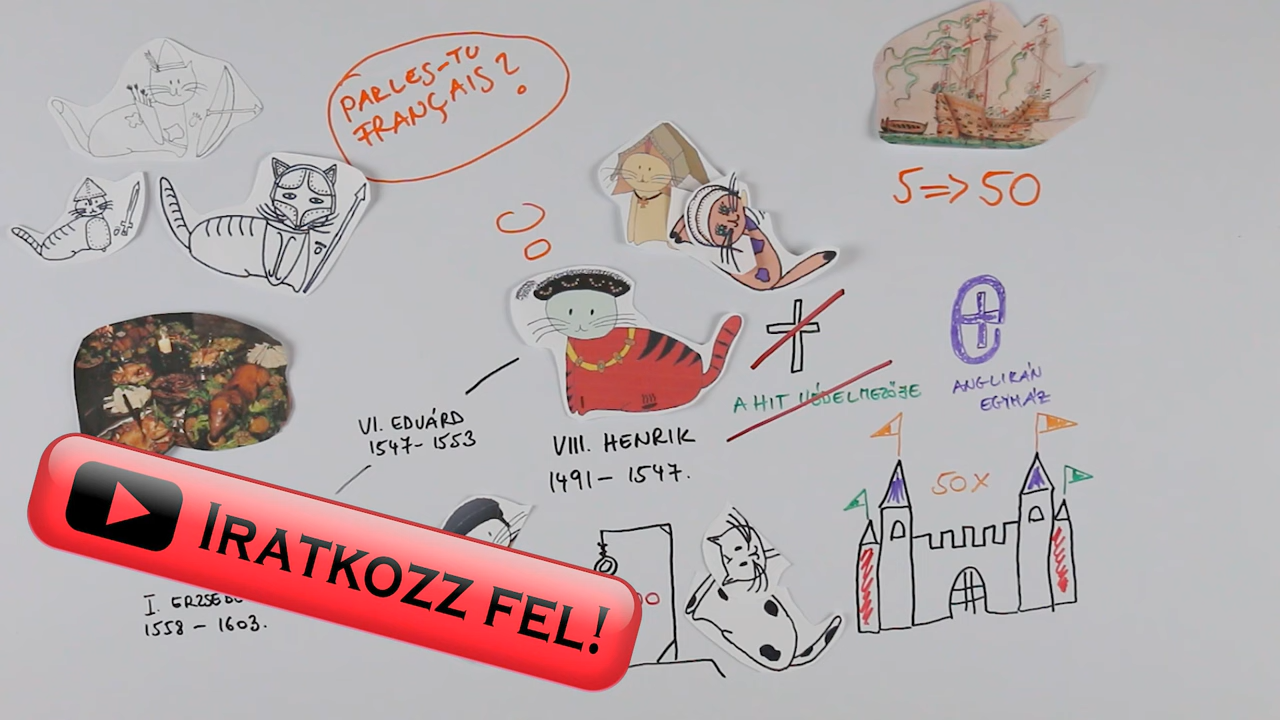 PARLES-TU
FRANÇAIS?
5=>50
A HIT VÉDELMEZŐJE
ANGLIKÁN
EGYHÁZ
VI. EDUÁRD
1547-1553
VIII. HENRIK
1491-1547.
50X
IRATKOZZ FEL!
I.
1558-1603.